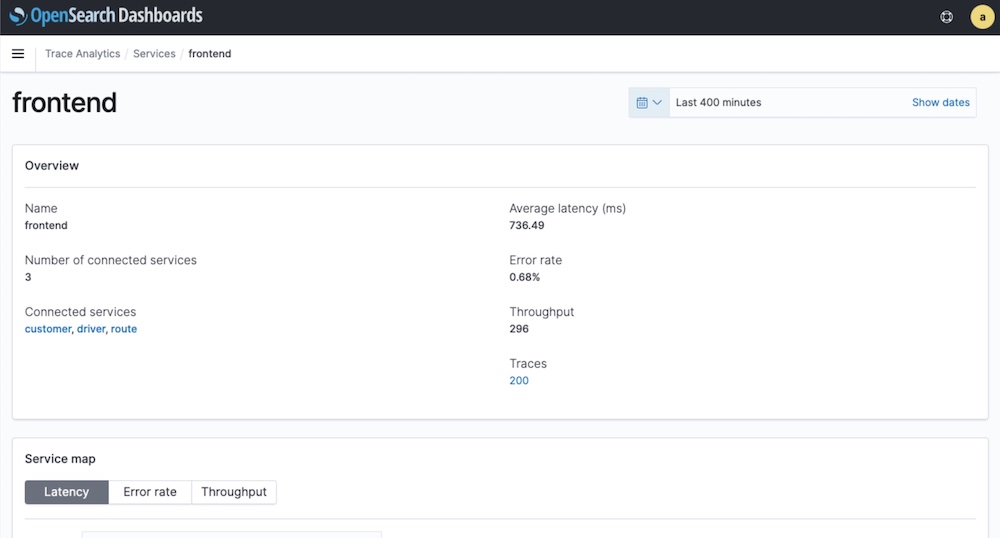 OpenSearch Dashboards
a
Trace Analytics / Services / frontend
frontend
Last 400 minutes
Show dates
Overview
Name
frontend
Average latency (ms)
736.49
Number of connected services
3
Error rate
0.68%
Connected services
customer, driver, route
Throughput
296
Traces
200
Service map
Latency
Error rate
Throughput